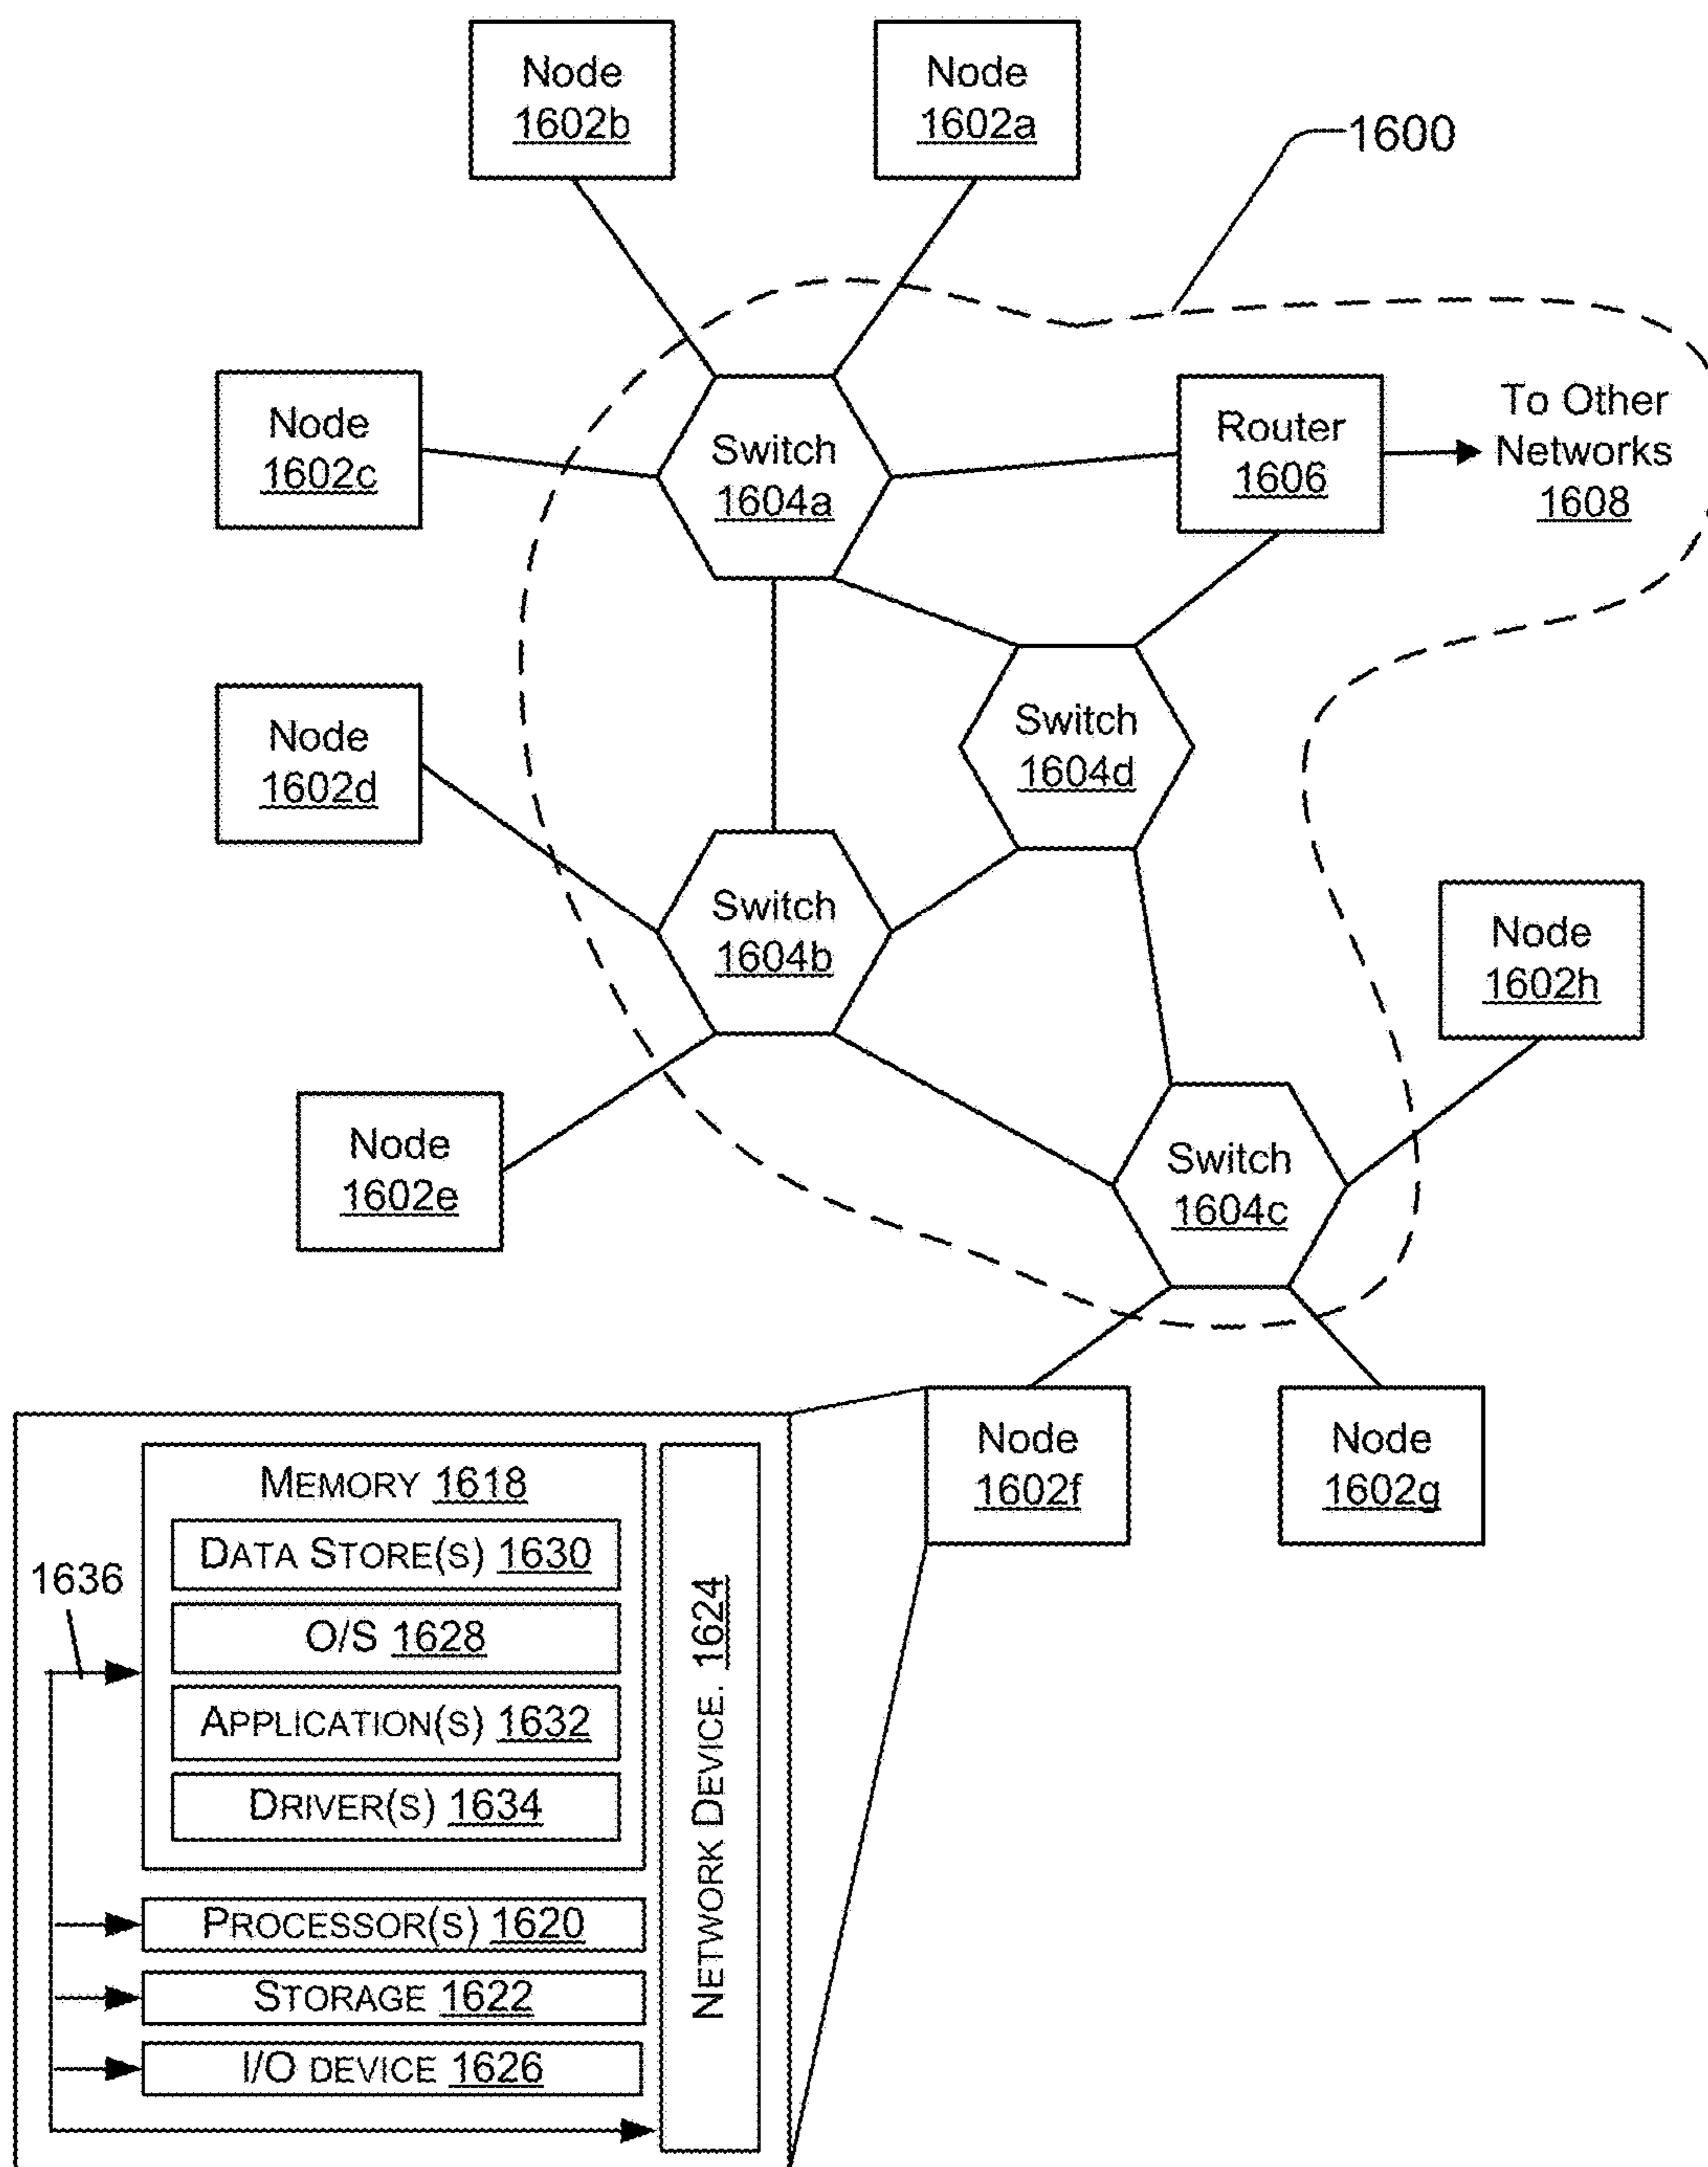 Node
1602b
Node
1602a
1600
Node
1602c
Switch
1604a
Router
1606
To Other
Networks
1608
Node
1602d
Switch
1604d
Switch
1604b
Node
1602h
Node
1602e
Switch
1604c
Node
1602f
Node
1602g
MEMORY 1618
DATA STORE(S) 1630
1636
O/S 1628
APPLICATION(S) 1632
DRIVER(S) 1634
NETWORK DEVICE. 1624
PROCESSOR(S) 1620
STORAGE 1622
I/O DEVICE 1626